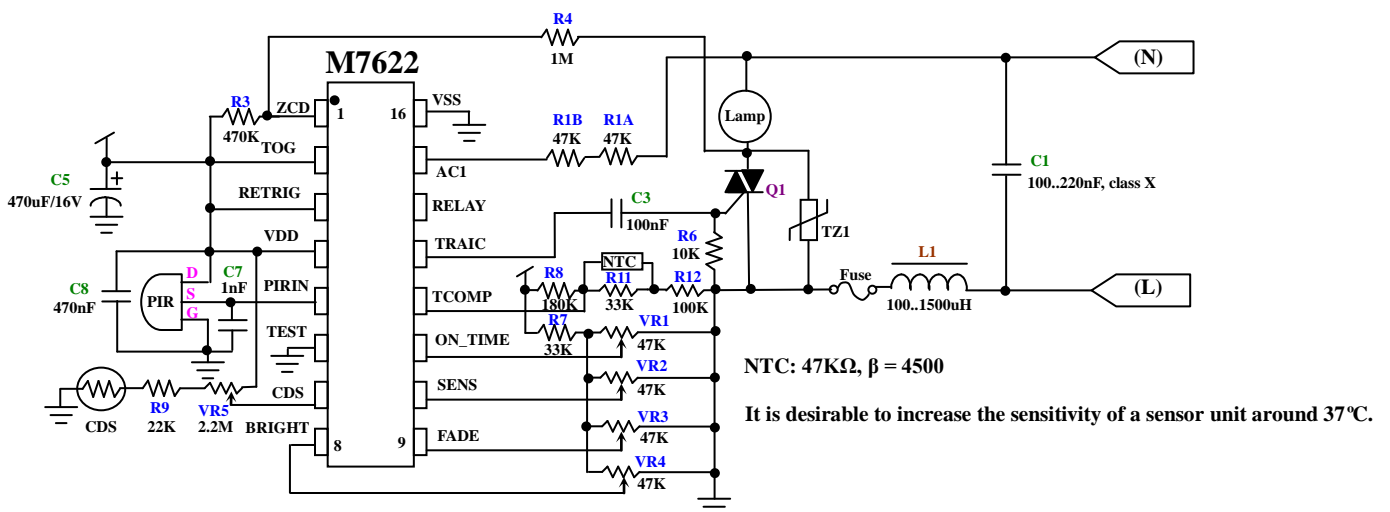 R4
1M
M7622
(N)
R3
470K
ZCD
1
16
VSS
R1B
47K
R1A
47K
Lamp
TOG
AC1
C1
100..220nF, class X
C5
+
470uF/16V
RETRIG
RELAY
C3
100nF
Q1
VDD
TRAIC
R6
10K
TZ1
L1
D
C7
1nF
PIRIN
NTC
R8
180K
R11
33K
R12
100K
Fuse
100..1500uH
(L)
C8
470nF
PIR
S
G
TCOMP
TEST
ON_TIME
R7
33K
VR1
47K
NTC: 47KΩ, β = 4500
CDS
SENS
VR2
47K
CDS
R9
22K
VR5
2.2M
It is desirable to increase the sensitivity of a sensor unit around 37ºC.
BRIGHT
8
9
FADE
VR3
47K
VR4
47K